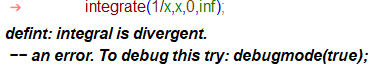 integrate(1/x,x,0,inf);
defint: integral is divergent.
−− an error. To debug this try: debugmode(true);